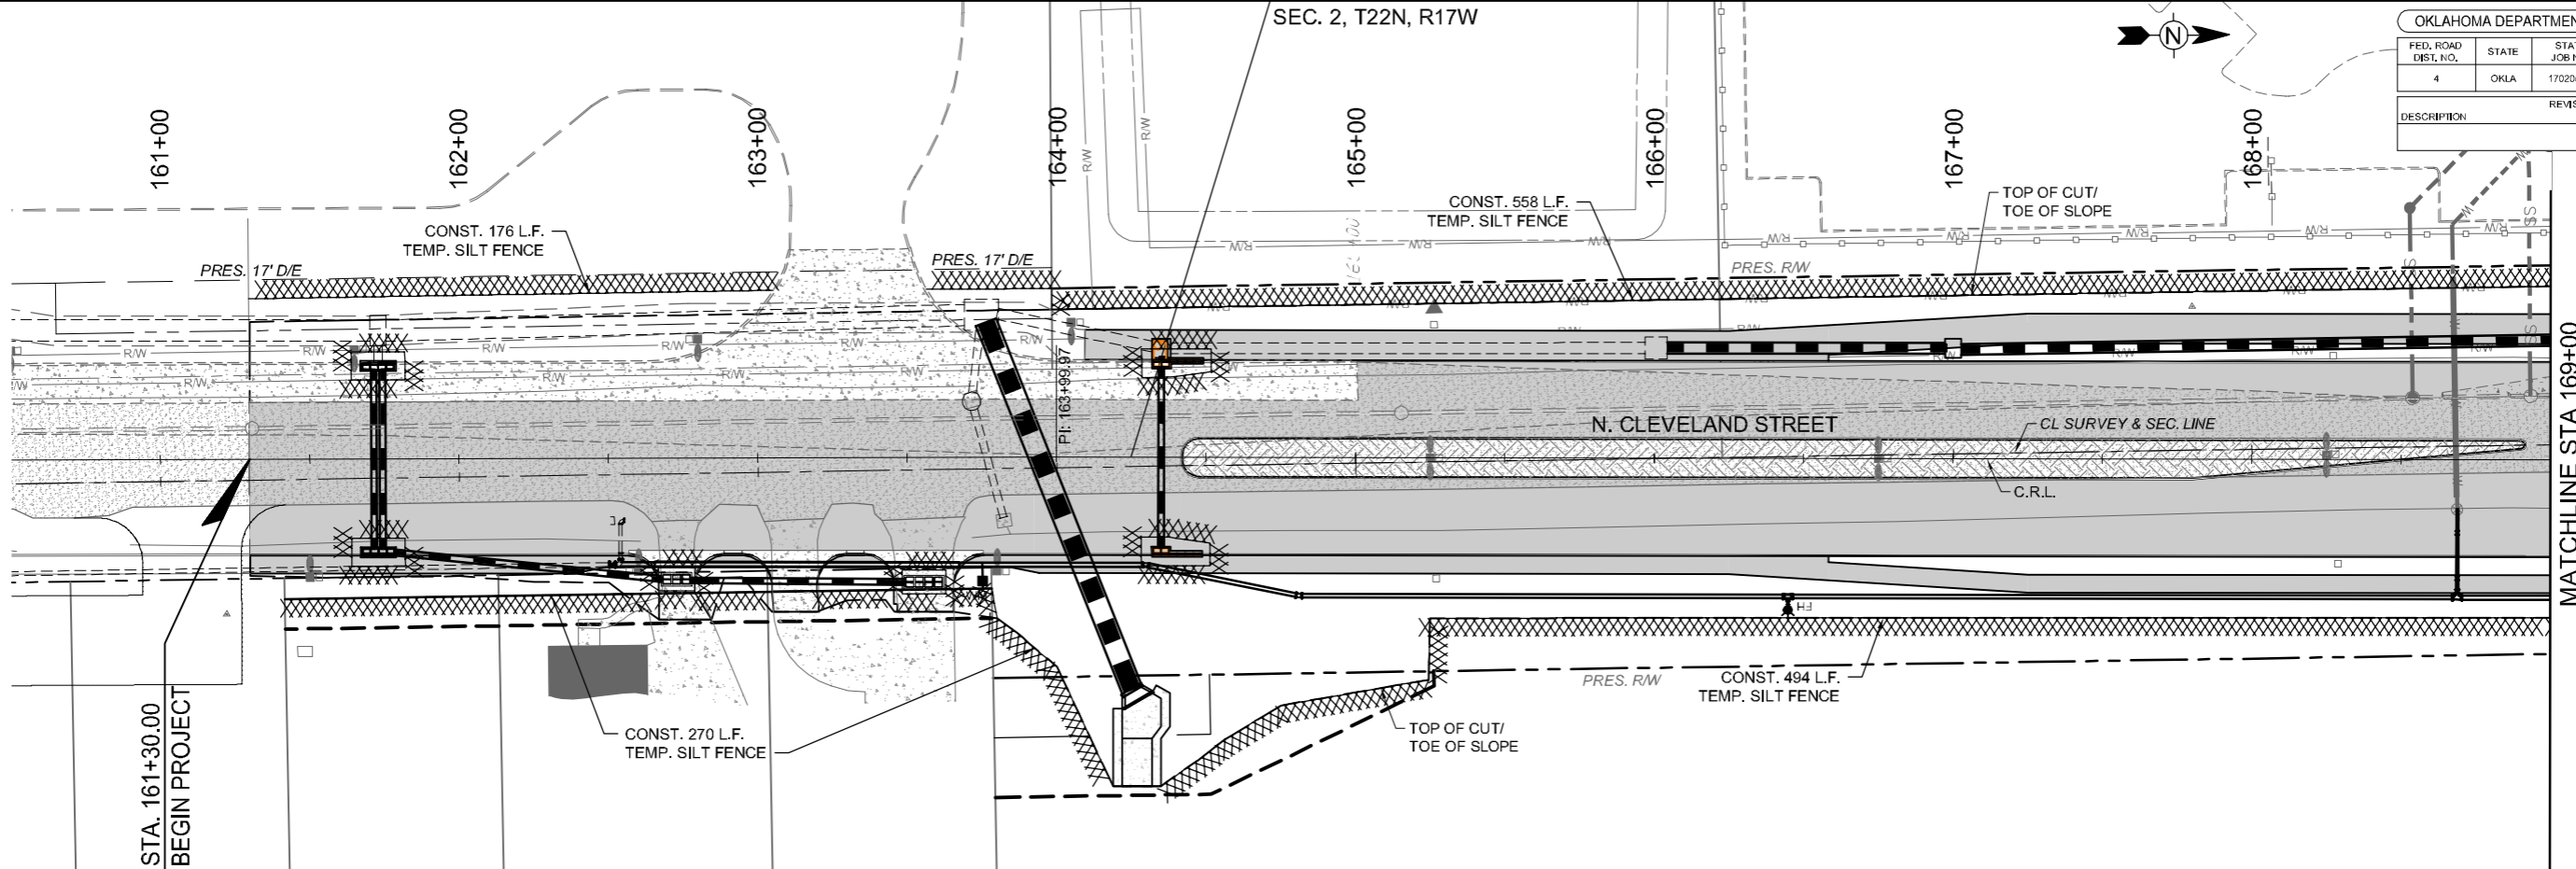 SEC. 2, T22N, R17W
N
OKLAHOMA DEPARTMEN
FED. ROAD DIST. NO.
STATE
4
OKLA
17020
DESCRIPTION
REVIS
161+00
162+00
163+00
164+00
165+00
166+00
167+00
168+00
CONST. 176 L.F.
TEMP. SILT FENCE
CONST. 558 L.F.
TEMP. SILT FENCE
TOP OF CUT/
TOE OF SLOPE
PRES. 17' D/E
PRES. 17' D/E
PRES. R/W
R/W
PI: 163+99.97
N. CLEVELAND STREET
CL SURVEY & SEC. LINE
C.R.L.
MATCHLINE STA 169+00
FH
STA. 161+30.00
BEGIN PROJECT
CONST. 270 L.F.
TEMP. SILT FENCE
TOP OF CUT/
TOE OF SLOPE
PRES. R/W
CONST. 494 L.F.
TEMP. SILT FENCE